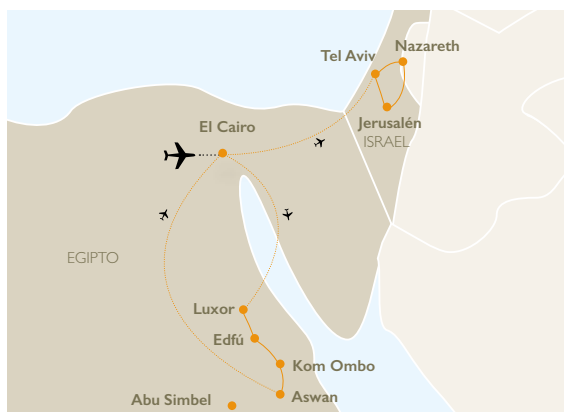 Nazareth
Tel Aviv
Jerusalén
ISRAEL
El Cairo
EGIPTO
Luxor
Edfú
Kom Ombo
Aswan
Abu Simbel